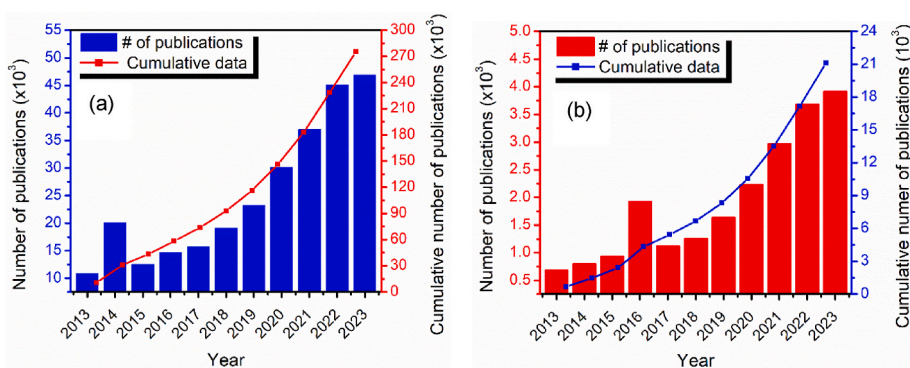 # of publications
Cumulative data
(a)
Number of publications (x10³)
55
50
45
40
35
30
25
20
15
10
300
270
240
210
180
150
120
90
60
30
0
Cumulative number of publications (x10³)
2013 2014 2015 2016 2017 2018 2019 2020 2021 2022 2023
Year
# of publications
Cumulative data
(b)
Number of publications (x10³)
5.0
4.5
4.0
3.5
3.0
2.5
2.0
1.5
1.0
0.5
24
21
18
15
12
9
6
3
0
Cumulative numer of publications (10³)
2013 2014 2015 2016 2017 2018 2019 2020 2021 2022 2023
Year